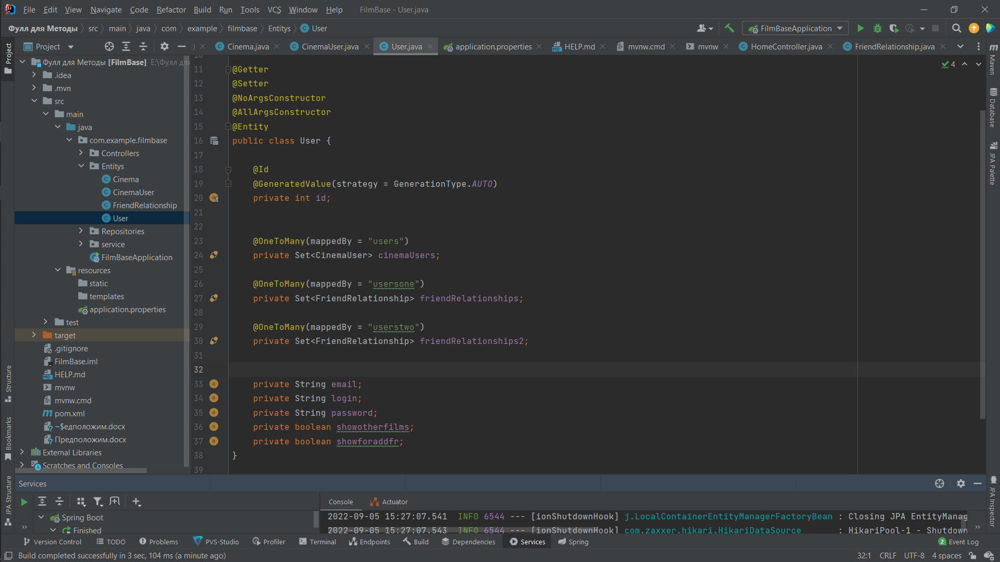 File Edit View Navigate Code Refactor Build Run Tools VCS Window Help FilmBase - User.java
Фулл для Методы src main java com example filmbase Entitys User FilmBaseApplication
Project Cinema.java CinemaUser.java User.java application.properties HELP.md mvnw.cmd mvnw HomeController.java FriendRelationship.java
Project
Structure
Bookmarks
JPA Structure
Фулл для Методы [FilmBase] E:\Фулл для
.idea
.mvn
src
main
java
com.example.filmbase
Controllers
Entitys
Cinema
CinemaUser
FriendRelationship
User
Repositories
service
FilmBaseApplication
resources
static
templates
application.properties
test
target
.gitignore
FilmBase.iml
HELP.md
mvnw
mvnw.cmd
pom.xml
~$едположим.docx
Предположим.docx
External Libraries
Scratches and Consoles
10
11 @Getter
12 @Setter
13 @NoArgsConstructor
14 @AllArgsConstructor
15 @Entity
16 public class User {
17
18 @Id
19 @GeneratedValue(strategy = GenerationType.AUTO)
20 private int id;
21
22
23 @OneToMany(mappedBy = "users")
24 private Set<CinemaUser> cinemaUsers;
25
26 @OneToMany(mappedBy = "usersone")
27 private Set<FriendRelationship> friendRelationships;
28
29 @OneToMany(mappedBy = "userstwo")
30 private Set<FriendRelationship> friendRelationships2;
31
32
33 private String email;
34 private String login;
35 private String password;
36 private boolean showotherfilms;
37 private boolean showforaddfr;
38 }
39
4
Maven
Database
JPA Palette
JPA Inspector
Services
Console Actuator
Spring Boot
Finished
2022-09-05 15:27:07.541 INFO 6544 --- [ionShutdownHook] j.LocalContainerEntityManagerFactoryBean : Closing JPA EntityManag
2022-09-05 15:27:07.543 INFO 6544 --- [ionShutdownHook] com.zaxxer.hikari.HikariDataSource : HikariPool-1 - Shutdown
Version Control TODO Problems PVS-Studio Profiler Terminal Endpoints Build Dependencies Services Spring 2 Event Log
Build completed successfully in 3 sec, 104 ms (a minute ago) 32:1 CRLF UTF-8 4 spaces